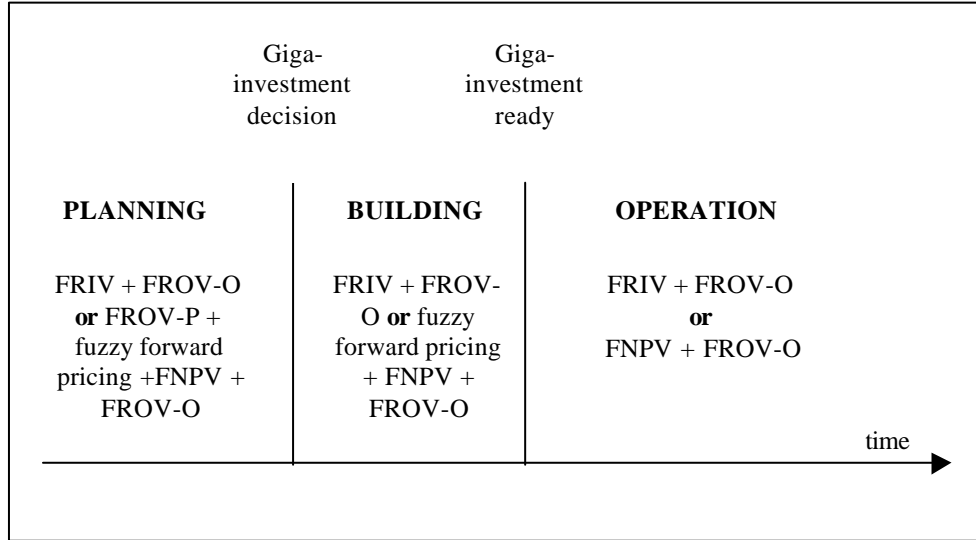 Giga-
investment
decision
Giga-
investment
ready
PLANNING
BUILDING
OPERATION
FRIV + FROV-O
or FROV-P +
fuzzy forward
pricing +FNPV +
FROV-O
FRIV + FROV-
O or fuzzy
forward pricing
+ FNPV +
FROV-O
FRIV + FROV-O
or
FNPV + FROV-O
time